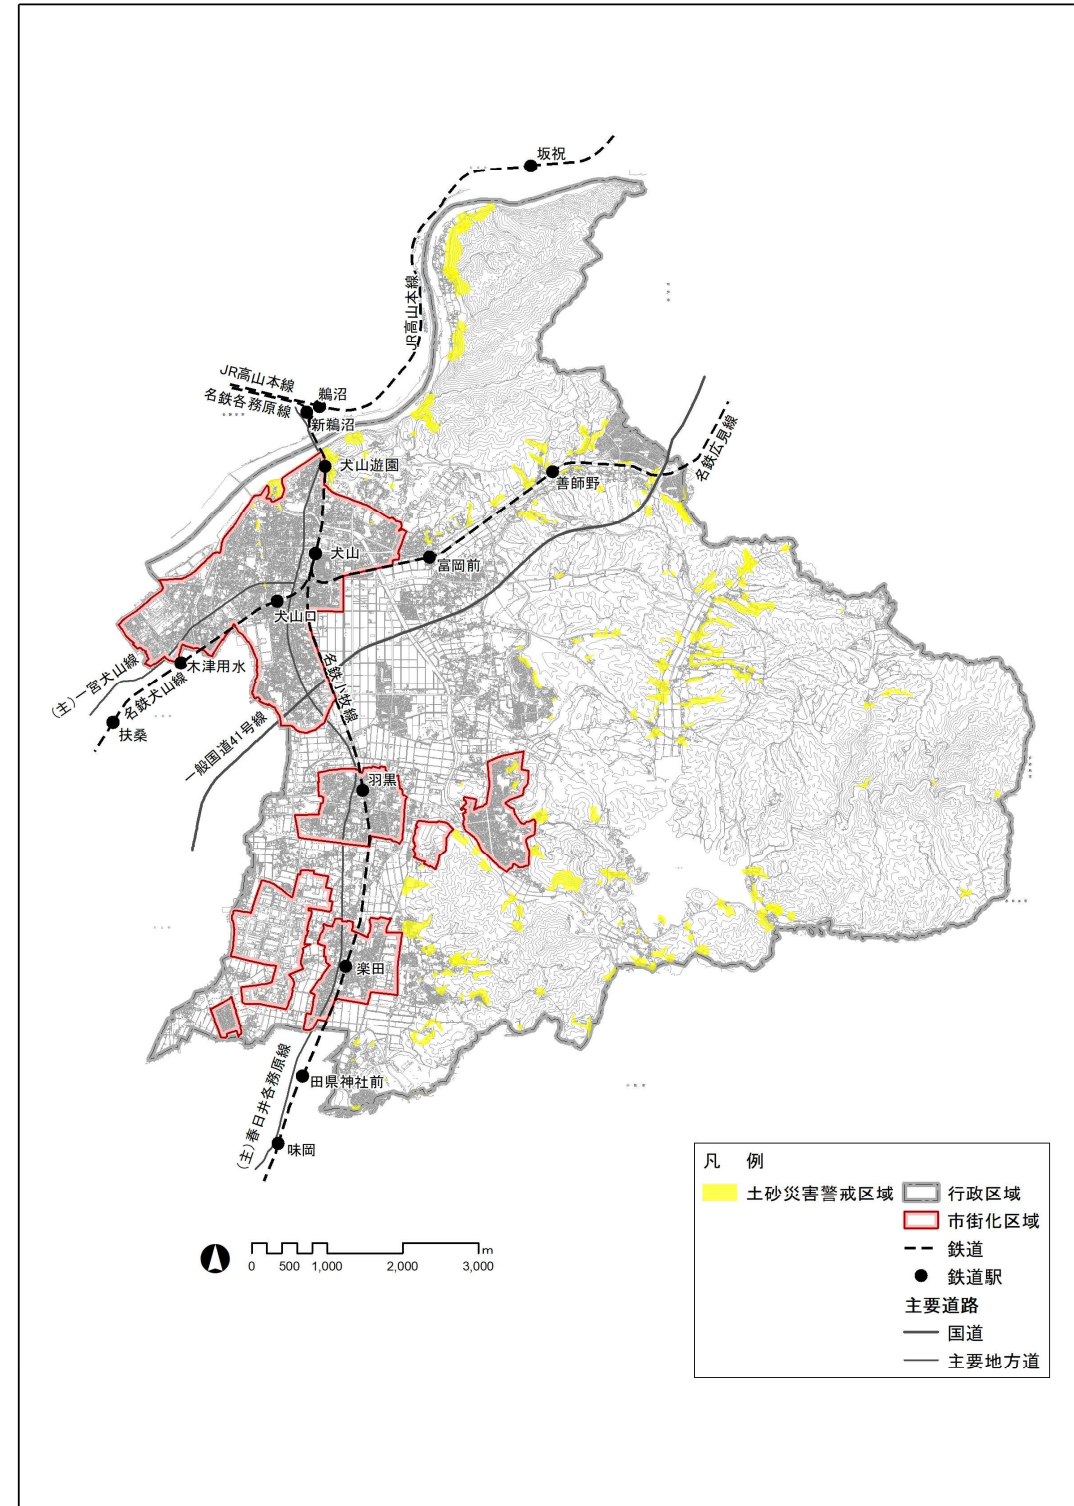 坂祝
JR高山本線
JR高山本線
名鉄各務原線
鵜沼
新鵜沼
犬山遊園
名鉄広見線
善師野
犬山
富岡前
犬山口
木津用水
(主)一宮犬山線
名鉄犬山線
扶桑
名鉄小牧線
一般国道41号線
羽黒
楽田
(主)春日井各務原線
田県神社前
味岡
凡 例
土砂災害警戒区域
行政区域
市街化区域
鉄道
鉄道駅
主要道路
国道
主要地方道
0 500 1,000 2,000 3,000 m